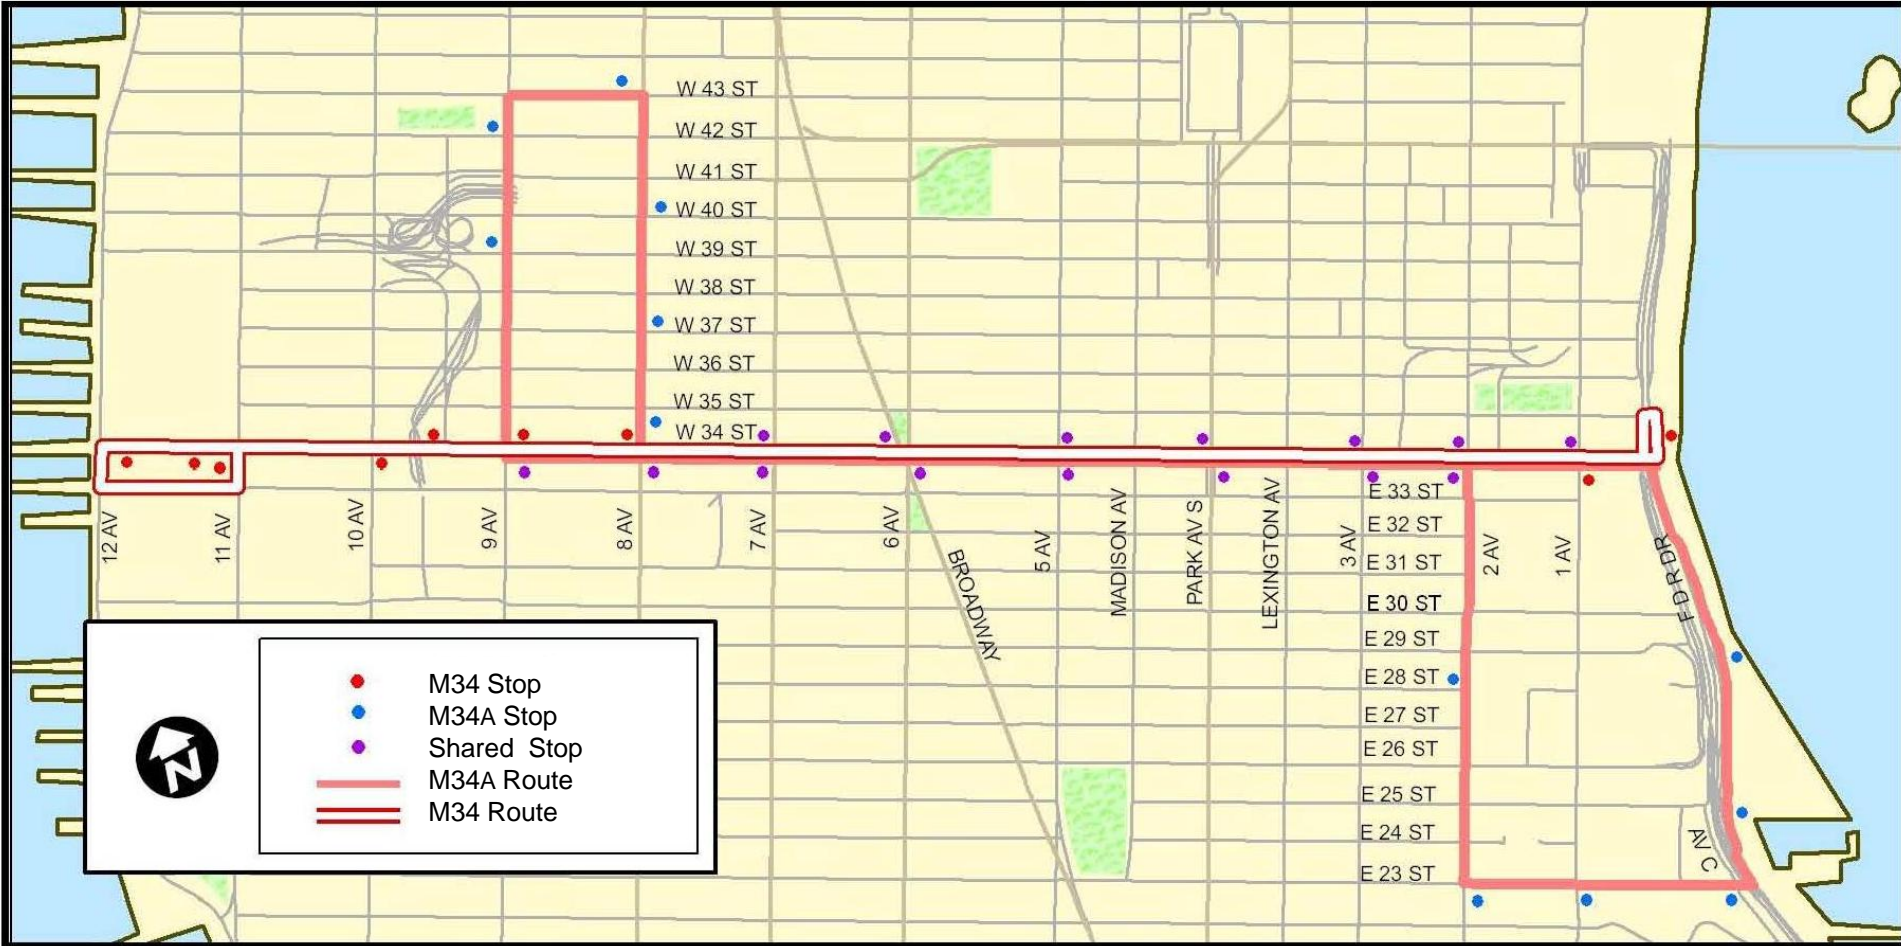 W 43 ST
W 42 ST
W 41 ST
W 40 ST
W 39 ST
W 38 ST
W 37 ST
W 36 ST
W 35 ST
W 34 ST
12 AV
11 AV
10 AV
9 AV
8 AV
7 AV
6 AV
BROADWAY
5 AV
MADISON AV
PARK AV S
LEXINGTON AV
3 AV
E 33 ST
E 32 ST
E 31 ST
E 30 ST
E 29 ST
E 28 ST
E 27 ST
E 26 ST
E 25 ST
E 24 ST
E 23 ST
2 AV
1 AV
F D R DR
AV C
N
M34 Stop
M34A Stop
Shared Stop
M34A Route
M34 Route